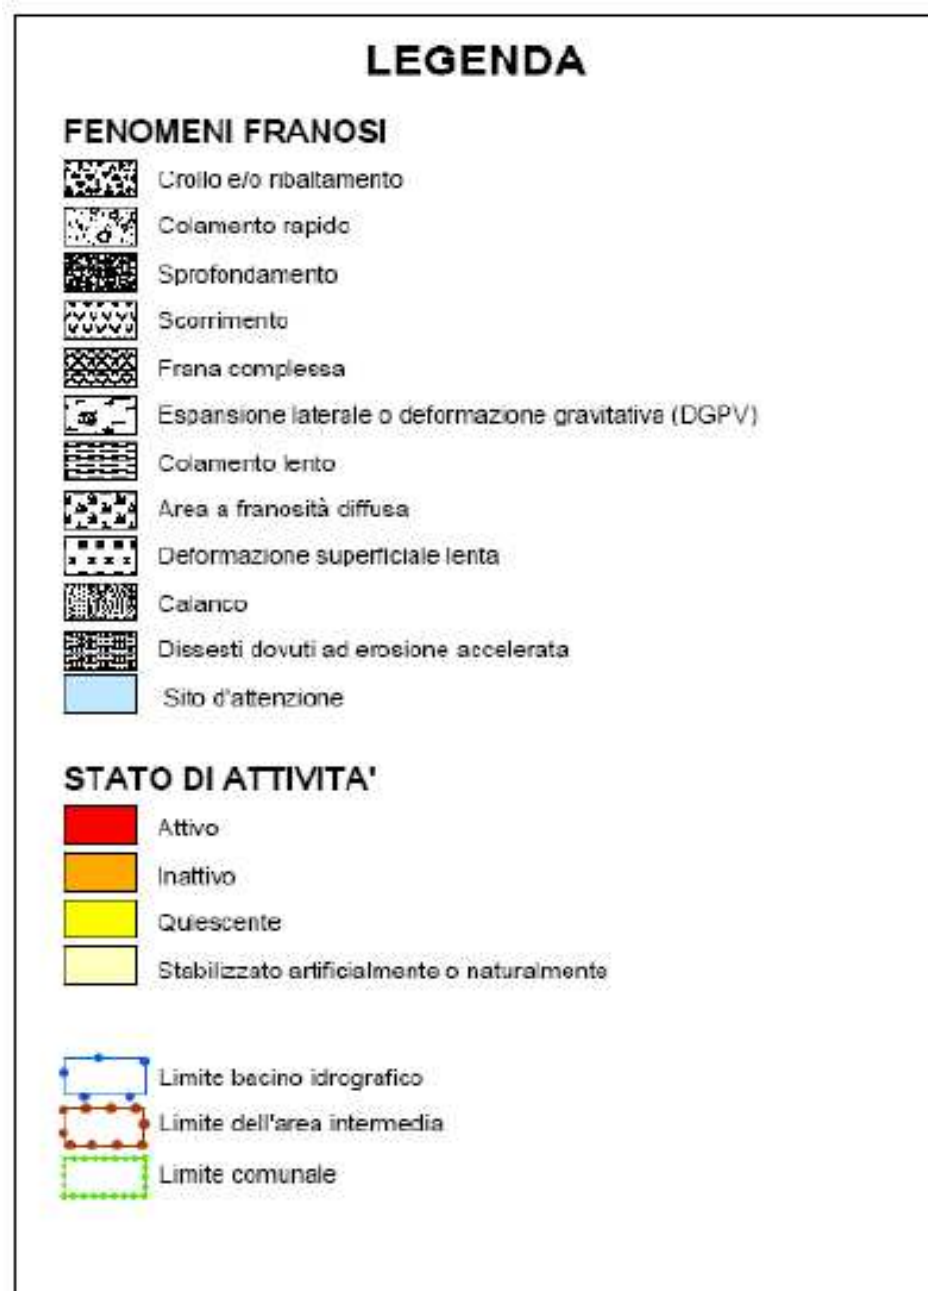 LEGENDA
FENOMENI FRANOSI
Crollo e/o ribaltamento
Colamento rapido
Sprofondamento
Scorrimento
Frana complessa
Espansione laterale o deformazione gravitativa (DGPV)
Colamento lento
Area a franosità diffusa
Deformazione superficiale lenta
Calanco
Dissesti dovuti ad erosione accelerata
Sito d'attenzione
STATO DI ATTIVITA'
Attivo
Inattivo
Quiescente
Stabilizzato artificialmente o naturalmente
Limite bacino idrografico
Limite dell'area intermedia
Limite comunale